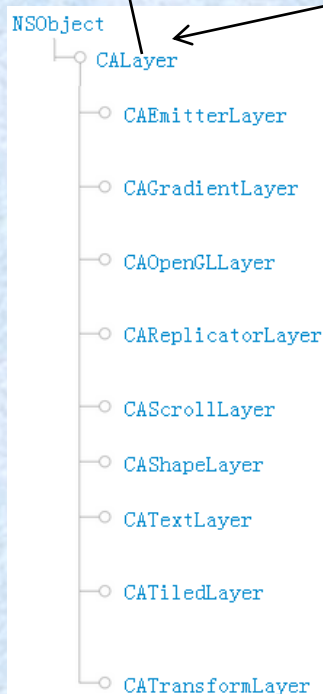 NSObject
CALayer
CAEmitterLayer
CAGradientLayer
CAOpenGLLayer
CAReplicatorLayer
CAScrollLayer
CAShapeLayer
CATextLayer
CATiledLayer
CATransformLayer